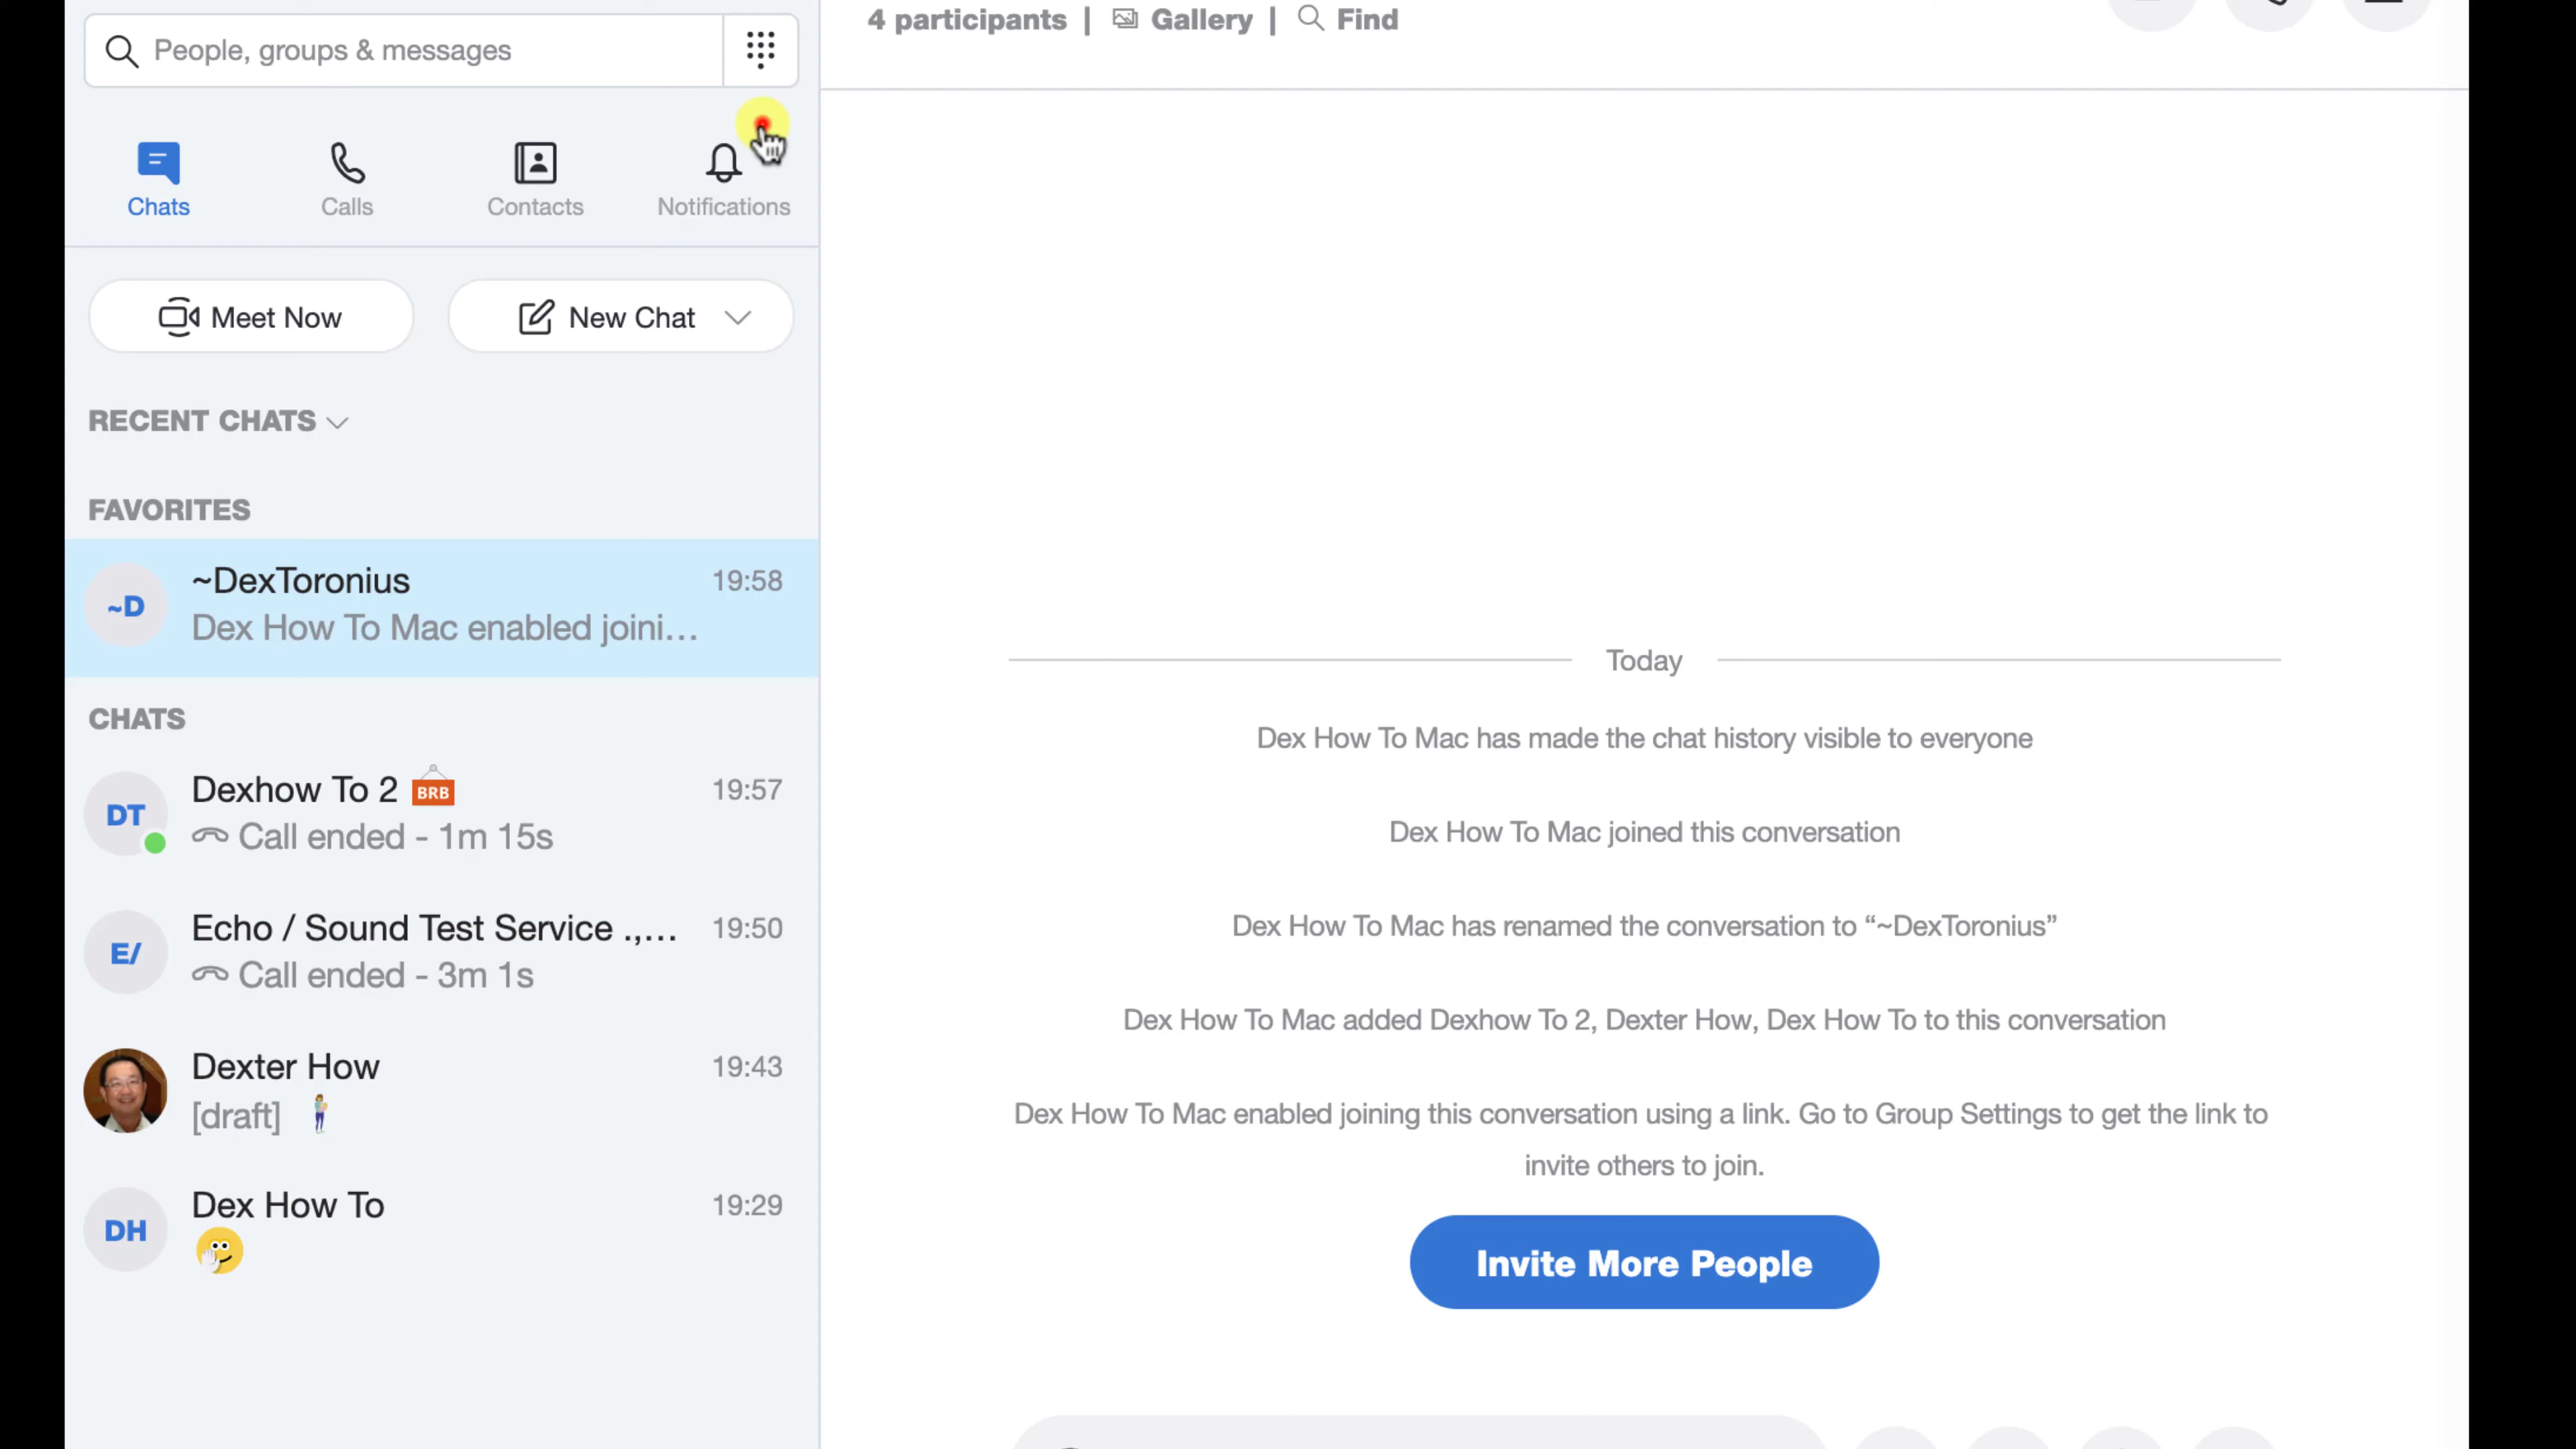 People, groups & messages
Chats
Calls
Contacts
Notifications
Meet Now
New Chat
RECENT CHATS
FAVORITES
~D
~DexToronius
19:58
Dex How To Mac enabled joini…
CHATS
DT
Dexhow To 2
BRB
19:57
Call ended - 1m 15s
E/
Echo / Sound Test Service .,…
19:50
Call ended - 3m 1s
Dexter How
19:43
[draft]
DH
Dex How To
19:29
4 participants | Gallery | Find
Today
Dex How To Mac has made the chat history visible to everyone
Dex How To Mac joined this conversation
Dex How To Mac has renamed the conversation to “~DexToronius”
Dex How To Mac added Dexhow To 2, Dexter How, Dex How To to this conversation
Dex How To Mac enabled joining this conversation using a link. Go to Group Settings to get the link to
invite others to join.
Invite More People